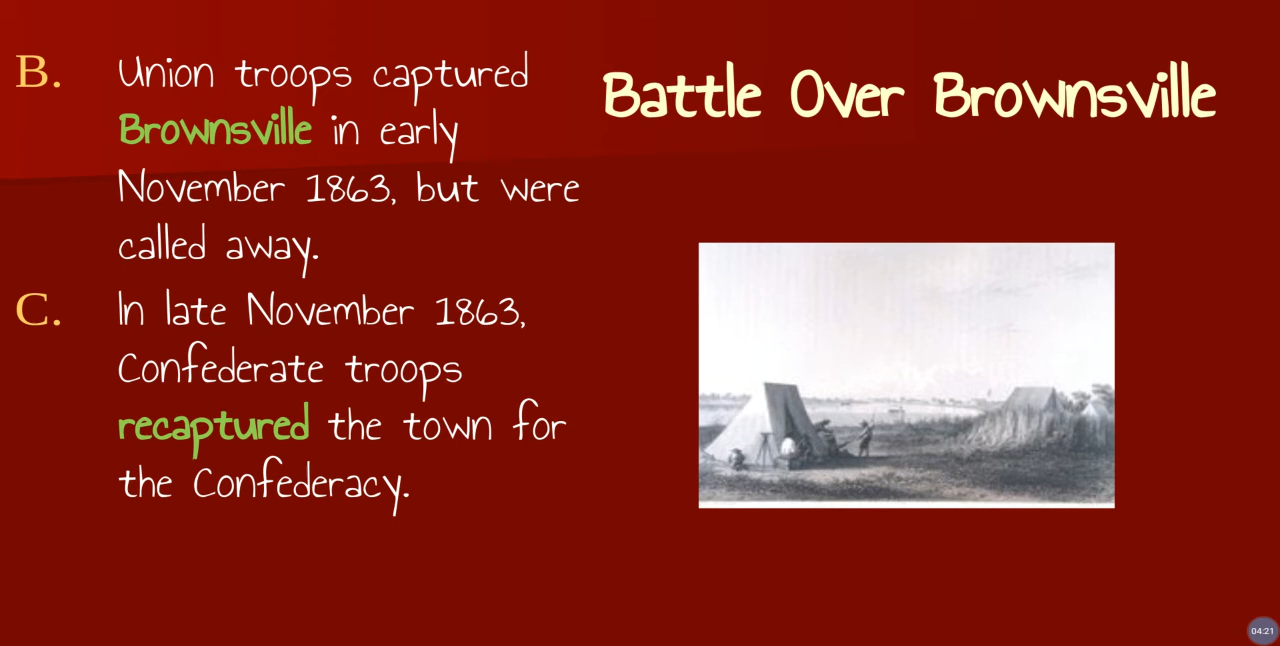 Battle Over Brownsville
B. Union troops captured
Brownsville in early
November 1863, but were
called away.
C. In late November 1863,
Confederate troops
recaptured the town for
the Confederacy.
04:21